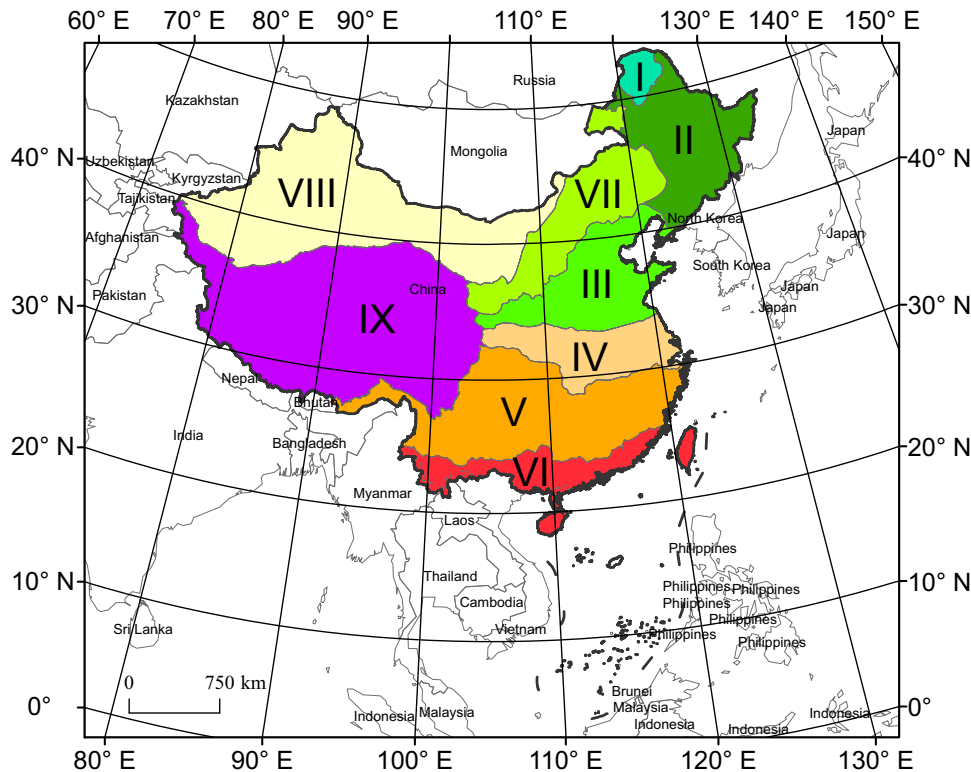 60° E 70° E 80° E 90° E 110° E 130° E 140° E 150° E
I
Russia
Kazakhstan
II
Japan
Mongolia
40° N
Uzbekistan
40° N
Kyrgyzstan
VIII
VII
Tajikistan
North Korea
Afghanistan
Japan
South Korea
China
III
Pakistan
Japan
30° N
30° N
Japan
IX
IV
Nepal
Bhutan
V
India
Bangladesh
20° N
20° N
VI
Myanmar
Laos
Philippines
Thailand
10° N
10° N
Philippines
Philippines
Cambodia
Philippines
Philippines
Sri Lanka
Vietnam
Philippines
Philippines
0 750 km
Brunei
0°
Malaysia
0°
Indonesia
Malaysia
Indonesia
Indonesia
Indonesia
80° E 90° E 100° E 110° E 120° E 130° E